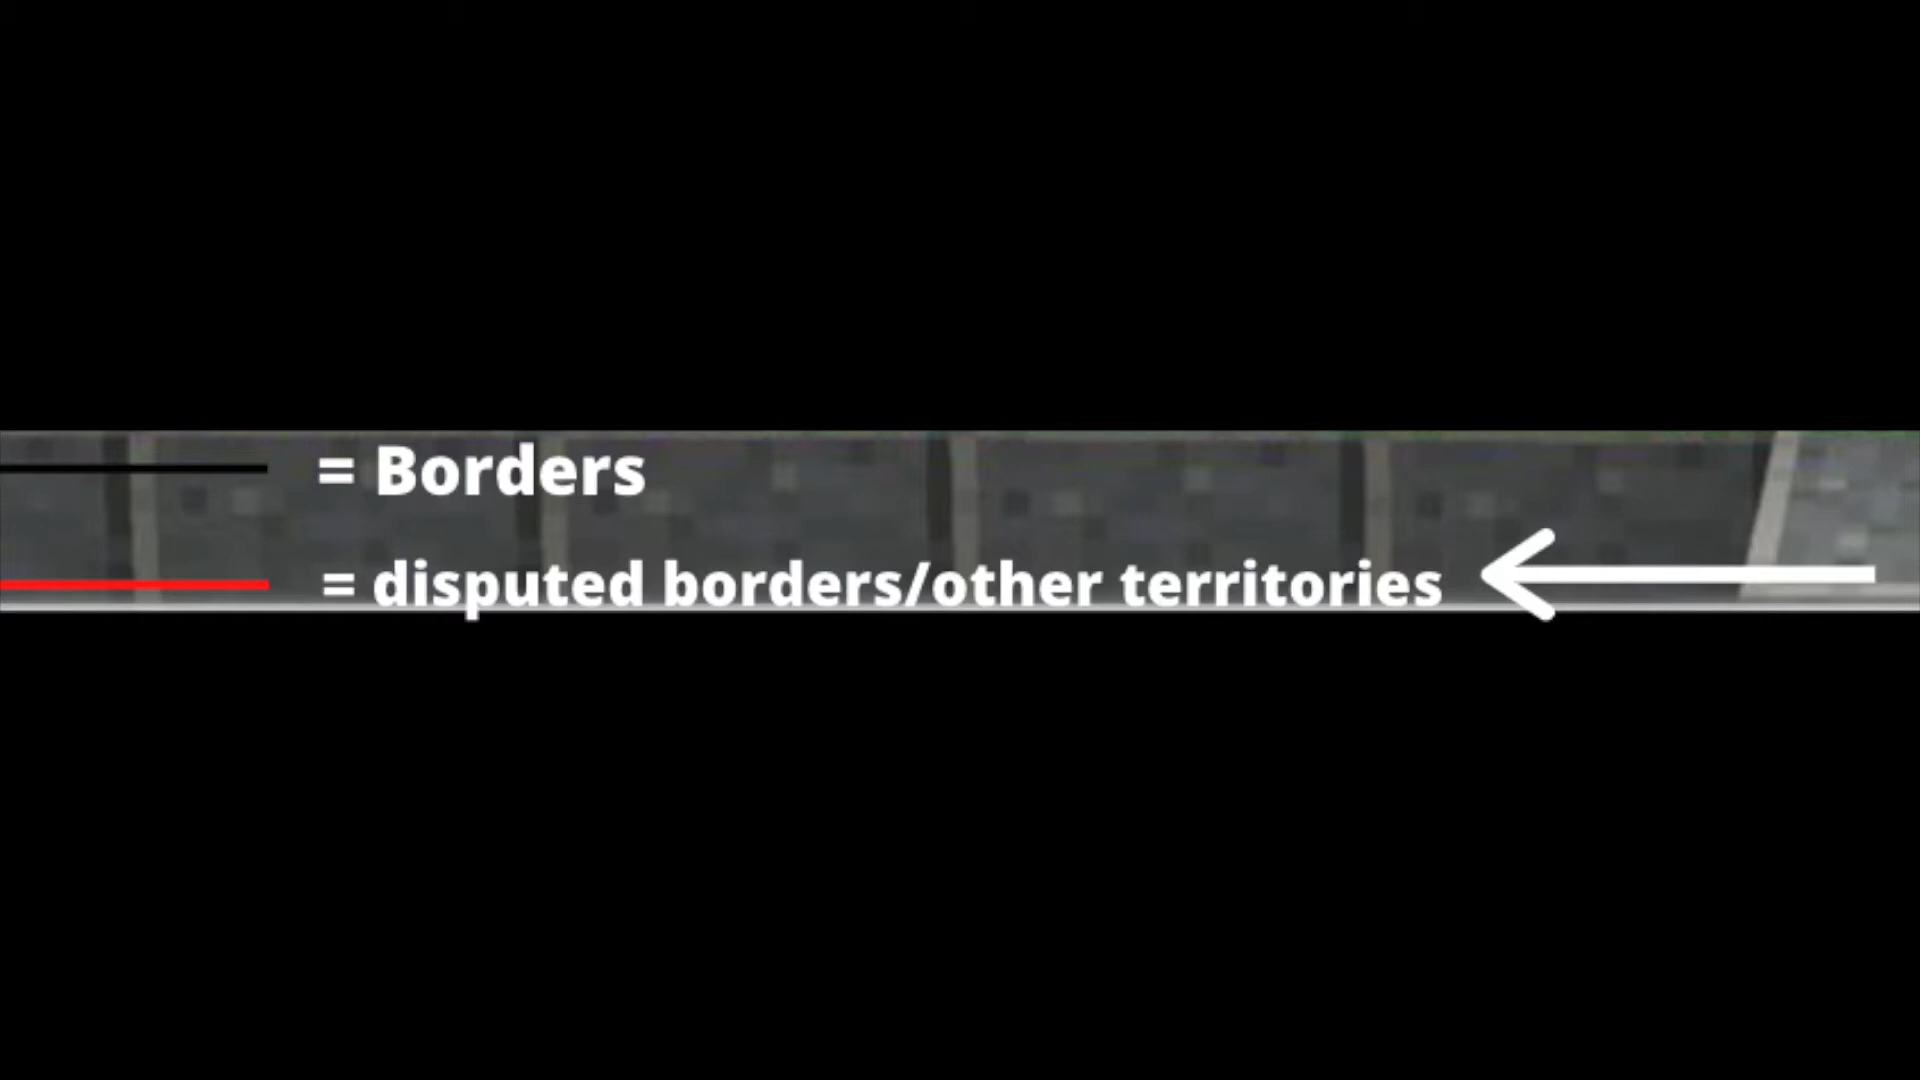 = Borders
= disputed borders/other territories